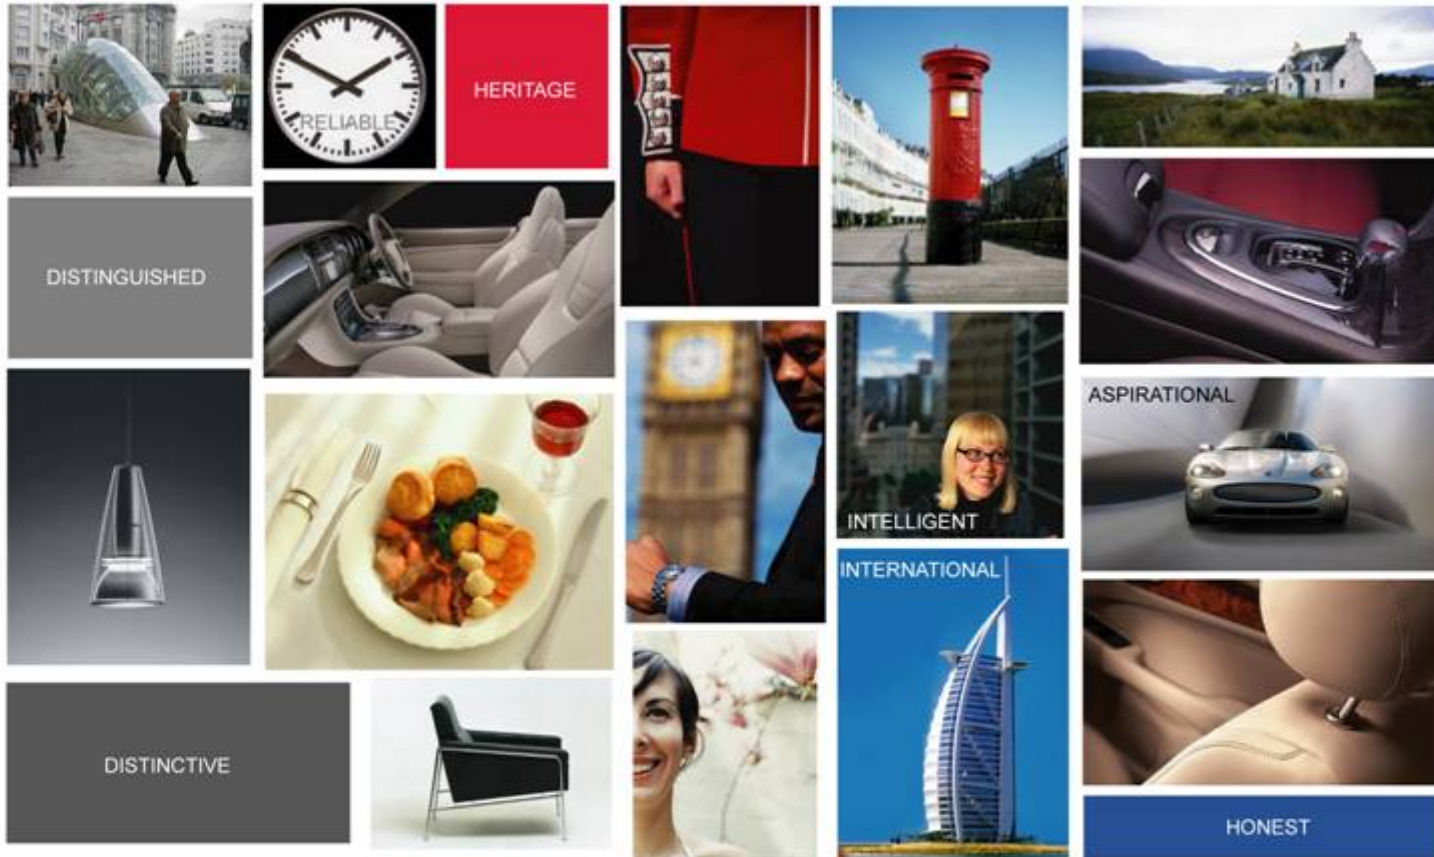 RELIABLE
HERITAGE
DISTINGUISHED
ASPIRATIONAL
INTELLIGENT
INTERNATIONAL
DISTINCTIVE
HONEST